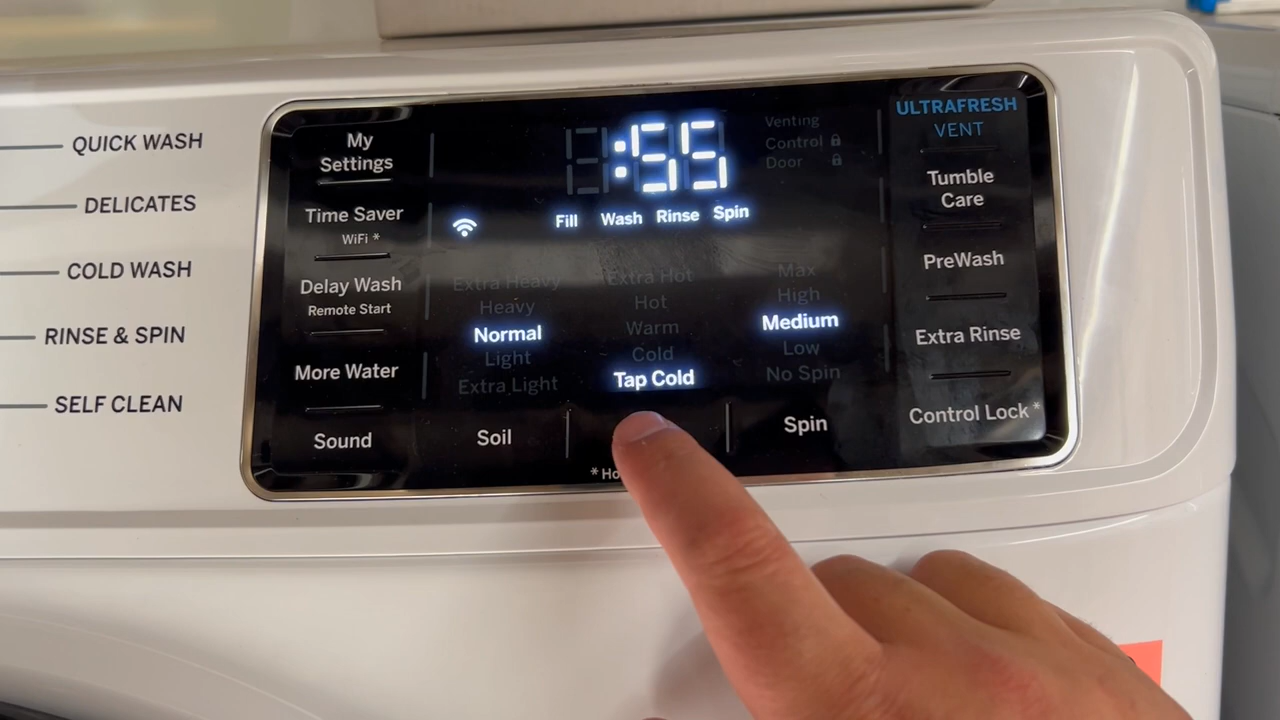 QUICK WASH
DELICATES
COLD WASH
RINSE & SPIN
SELF CLEAN
My
Settings
Time Saver
WiFi *
Delay Wash
Remote Start
More Water
Sound
:55
Fill Wash Rinse Spin
Venting
Control
Door
Extra Heavy
Heavy
Normal
Light
Extra Light
Soil
Extra Hot
Hot
Warm
Cold
Tap Cold
* Ho
Max
High
Medium
Low
No Spin
Spin
ULTRAFRESH
VENT
Tumble
Care
PreWash
Extra Rinse
Control Lock *